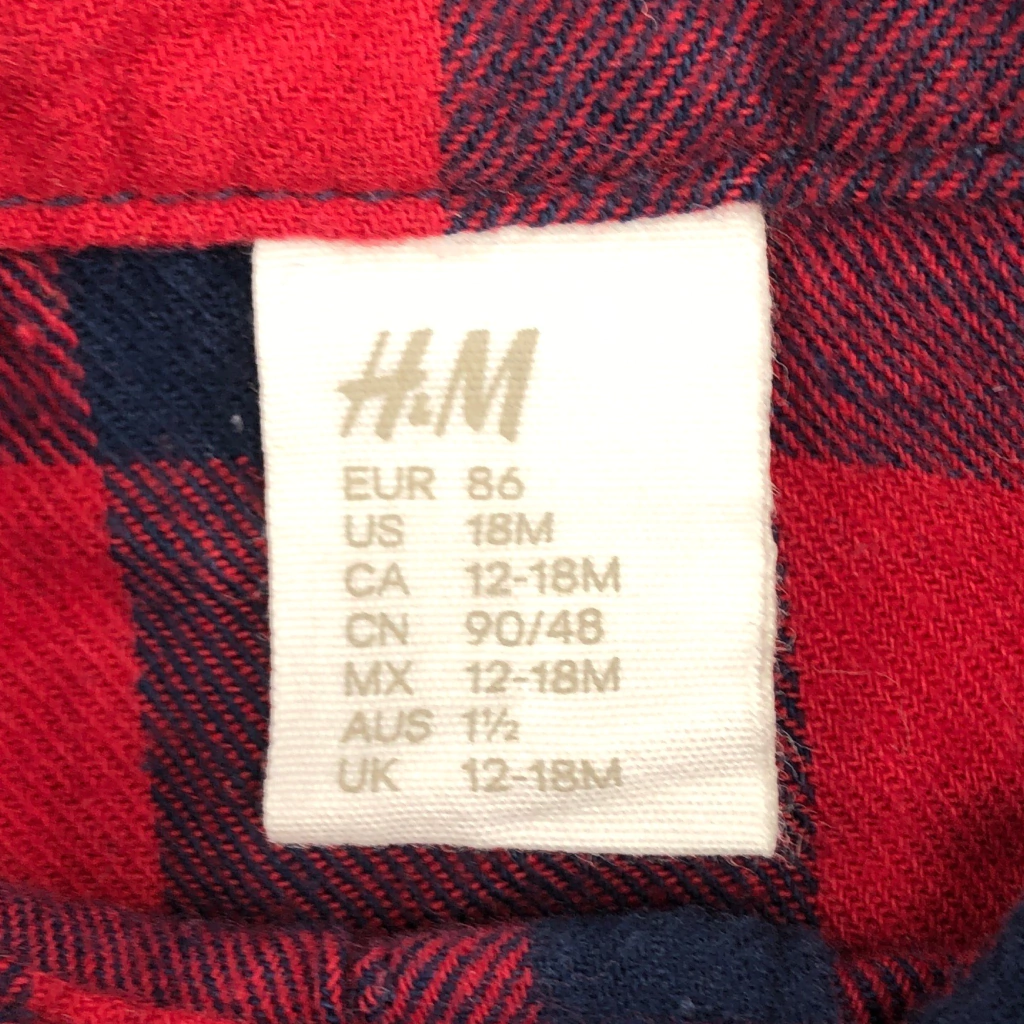 H&M
EUR 86
US 18M
CA 12-18M
CN 90/48
MX 12-18M
AUS 1½
UK 12-18M